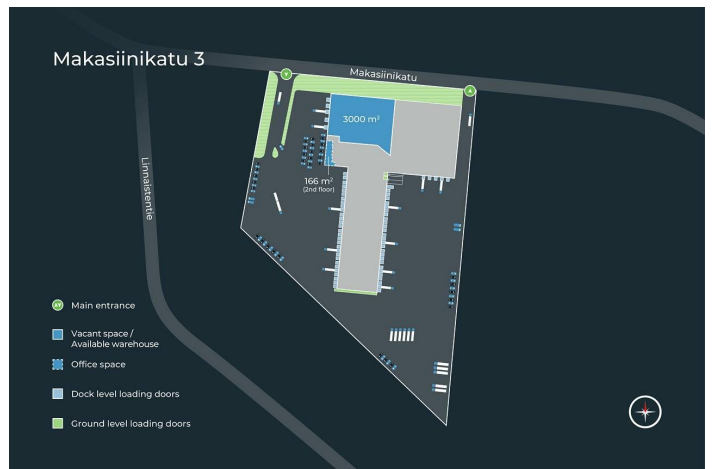 Makasiinikatu 3
Makasiinikatu
Y
A
3000 m²
166 m²
(2nd floor)
Linnaistentie
AY Main entrance
Vacant space /
Available warehouse
Office space
Dock level loading doors
Ground level loading doors